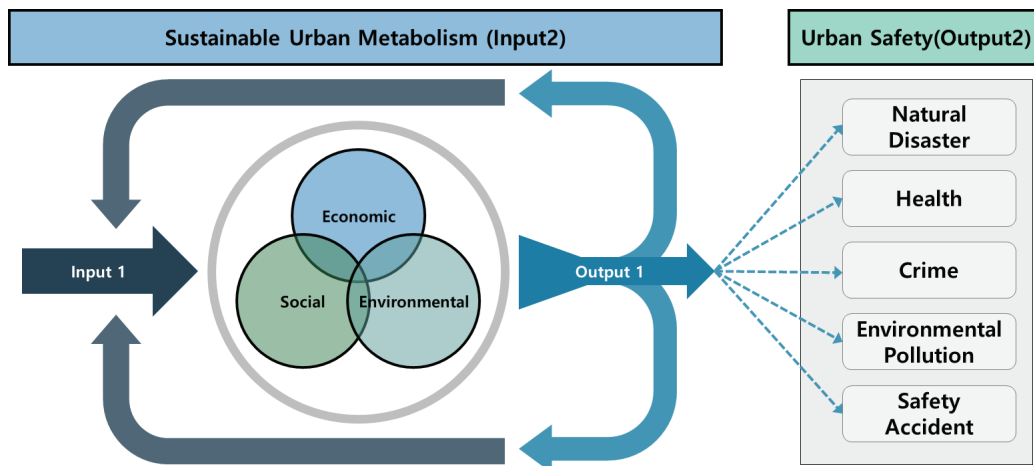 Sustainable Urban Metabolism (Input2)
Urban Safety(Output2)
Input 1
Economic
Social
Environmental
Output 1
Natural
Disaster
Health
Crime
Environmental
Pollution
Safety
Accident